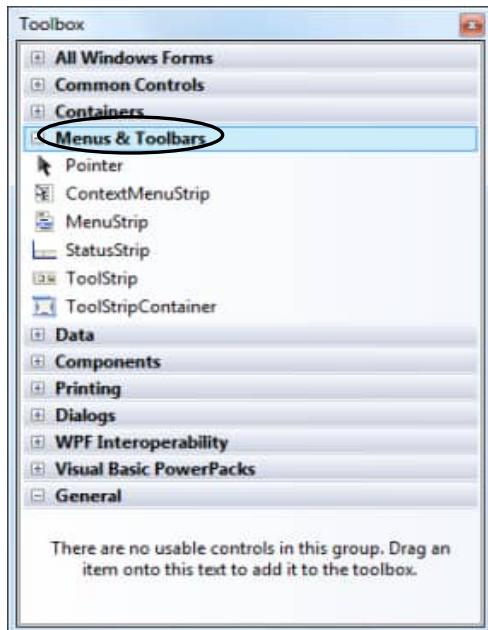 Toolbox
All Windows Forms
Common Controls
Containers
Menus & Toolbars
Pointer
ContextMenuStrip
MenuStrip
StatusStrip
ToolStrip
ToolStripContainer
Data
Components
Printing
Dialogs
WPF Interoperability
Visual Basic PowerPacks
General
There are no usable controls in this group. Drag an
item onto this text to add it to the toolbox.